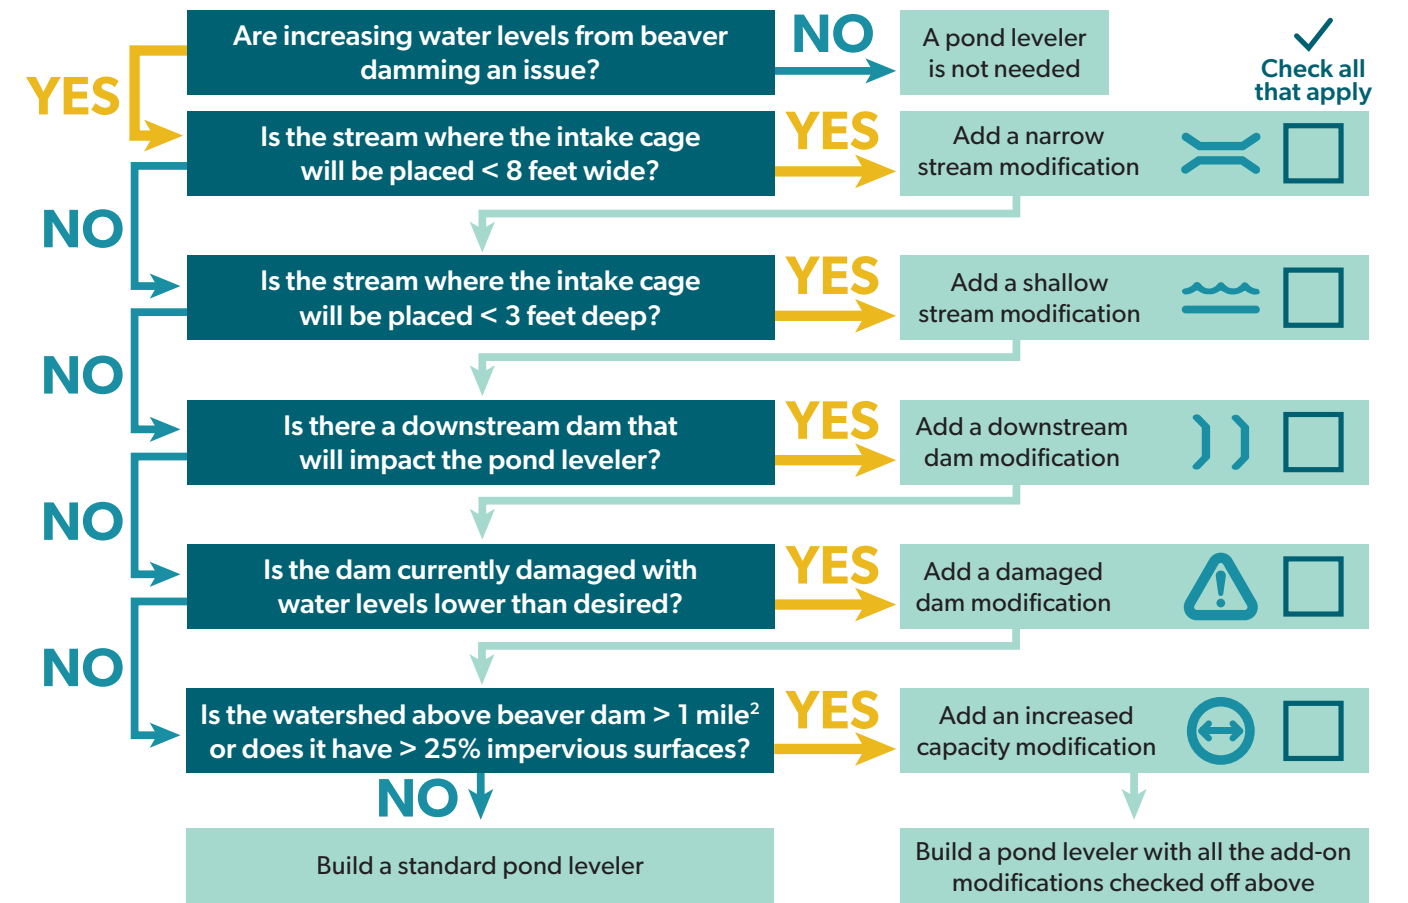 Are increasing water levels from beaver
damming an issue?
NO
A pond leveler
is not needed
Check all
that apply
YES
Is the stream where the intake cage
will be placed < 8 feet wide?
YES
Add a narrow
stream modification
NO
Is the stream where the intake cage
will be placed < 3 feet deep?
YES
Add a shallow
stream modification
NO
Is there a downstream dam that
will impact the pond leveler?
YES
Add a downstream
dam modification
NO
Is the dam currently damaged with
water levels lower than desired?
YES
Add a damaged
dam modification
NO
Is the watershed above beaver dam > 1 mile²
or does it have > 25% impervious surfaces?
YES
Add an increased
capacity modification
NO
Build a standard pond leveler
Build a pond leveler with all the add-on
modifications checked off above